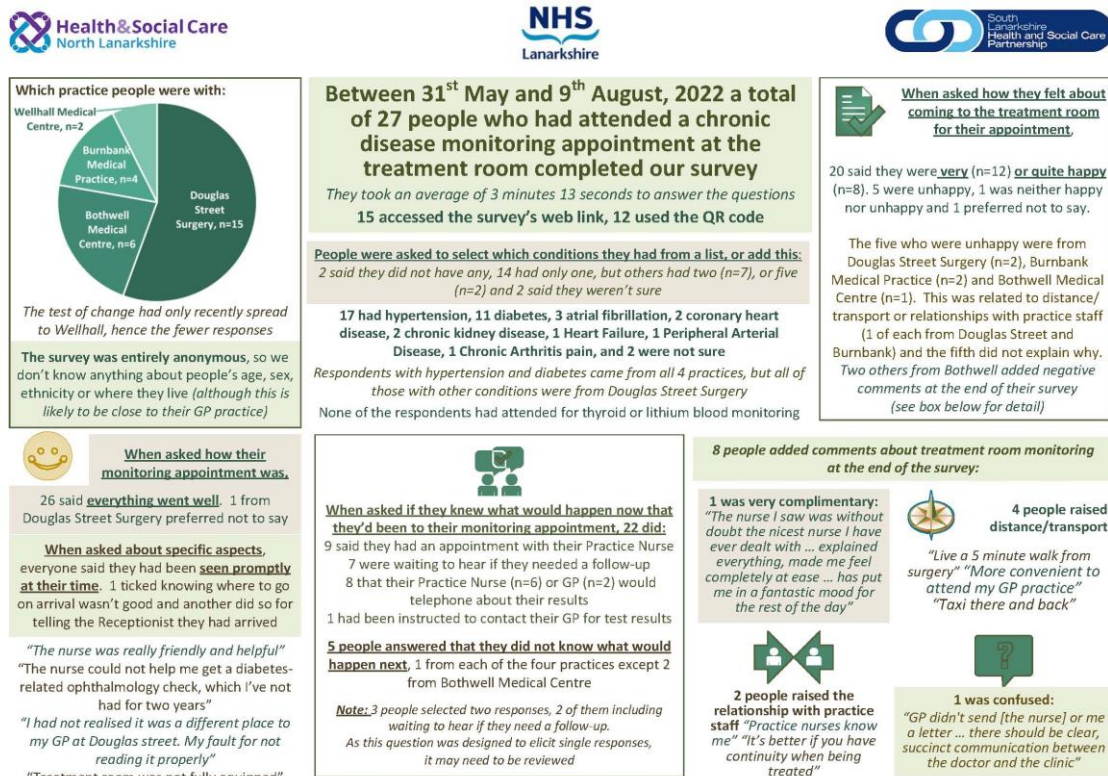 Health&Social Care
North Lanarkshire
NHS
Lanarkshire
South
Lanarkshire
Health and Social Care
Partnership
Which practice people were with:
Wellhall Medical
Centre, n=2
Burnbank
Medical
Practice, n=4
Bothwell
Medical
Centre, n=6
Douglas
Street
Surgery, n=15
The test of change had only recently spread
to Wellhall, hence the fewer responses
The survey was entirely anonymous, so we
don't know anything about people's age, sex,
ethnicity or where they live (although this is
likely to be close to their GP practice)
Between 31st May and 9th August, 2022 a total
of 27 people who had attended a chronic
disease monitoring appointment at the
treatment room completed our survey
They took an average of 3 minutes 13 seconds to answer the questions
15 accessed the survey's web link, 12 used the QR code
People were asked to select which conditions they had from a list, or add this:
2 said they did not have any, 14 had only one, but others had two (n=7), or five
(n=2) and 2 said they weren't sure
17 had hypertension, 11 diabetes, 3 atrial fibrillation, 2 coronary heart
disease, 2 chronic kidney disease, 1 Heart Failure, 1 Peripheral Arterial
Disease, 1 Chronic Arthritis pain, and 2 were not sure
Respondents with hypertension and diabetes came from all 4 practices, but all of
those with other conditions were from Douglas Street Surgery
None of the respondents had attended for thyroid or lithium blood monitoring
When asked how they felt about
coming to the treatment room
for their appointment,
20 said they were very (n=12) or quite happy
(n=8). 5 were unhappy, 1 was neither happy
nor unhappy and 1 preferred not to say.
The five who were unhappy were from
Douglas Street Surgery (n=2), Burnbank
Medical Practice (n=2) and Bothwell Medical
Centre (n=1). This was related to distance/
transport or relationships with practice staff
(1 of each from Douglas Street and
Burnbank) and the fifth did not explain why.
Two others from Bothwell added negative
comments at the end of their survey
(see box below for detail)
When asked how their
monitoring appointment was,
26 said everything went well. 1 from
Douglas Street Surgery preferred not to say
When asked about specific aspects,
everyone said they had been seen promptly
at their time. 1 ticked knowing where to go
on arrival wasn't good and another did so for
telling the Receptionist they had arrived
"The nurse was really friendly and helpful"
"The nurse could not help me get a diabetes-
related ophthalmology check, which I've not
had for two years"
"I had not realised it was a different place to
my GP at Douglas street. My fault for not
reading it properly"
"Treatment room was not fully equipped"
When asked if they knew what would happen now that
they'd been to their monitoring appointment, 22 did:
9 said they had an appointment with their Practice Nurse
7 were waiting to hear if they needed a follow-up
8 that their Practice Nurse (n=6) or GP (n=2) would
telephone about their results
1 had been instructed to contact their GP for test results
5 people answered that they did not know what would
happen next, 1 from each of the four practices except 2
from Bothwell Medical Centre
Note: 3 people selected two responses, 2 of them including
waiting to hear if they need a follow-up.
As this question was designed to elicit single responses,
it may need to be reviewed
8 people added comments about treatment room monitoring
at the end of the survey:
1 was very complimentary:
"The nurse I saw was without
doubt the nicest nurse I have
ever dealt with ... explained
everything, made me feel
completely at ease ... has put
me in a fantastic mood for
the rest of the day"
4 people raised
distance/transport
"Live a 5 minute walk from
surgery" "More convenient to
attend my GP practice"
"Taxi there and back"
2 people raised the
relationship with practice
staff "Practice nurses know
me" "It's better if you have
continuity when being
treated"
?
1 was confused:
"GP didn't send [the nurse] or me
a letter ... there should be clear,
succinct communication between
the doctor and the clinic"